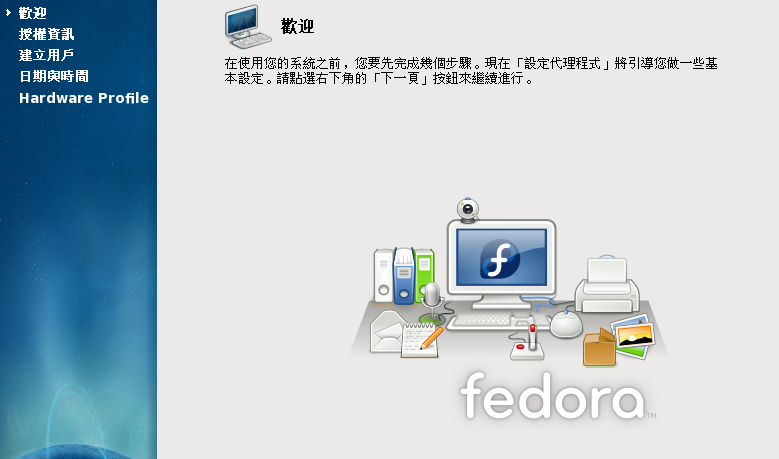 歡迎
授權資訊
建立用戶
日期與時間
Hardware Profile
歡迎
在使用您的系統之前，您要先完成幾個步驟。現在「設定代理程式」將引導您做一些基
本設定。請點選右下角的「下一頁」按鈕來繼續進行。
fedora™